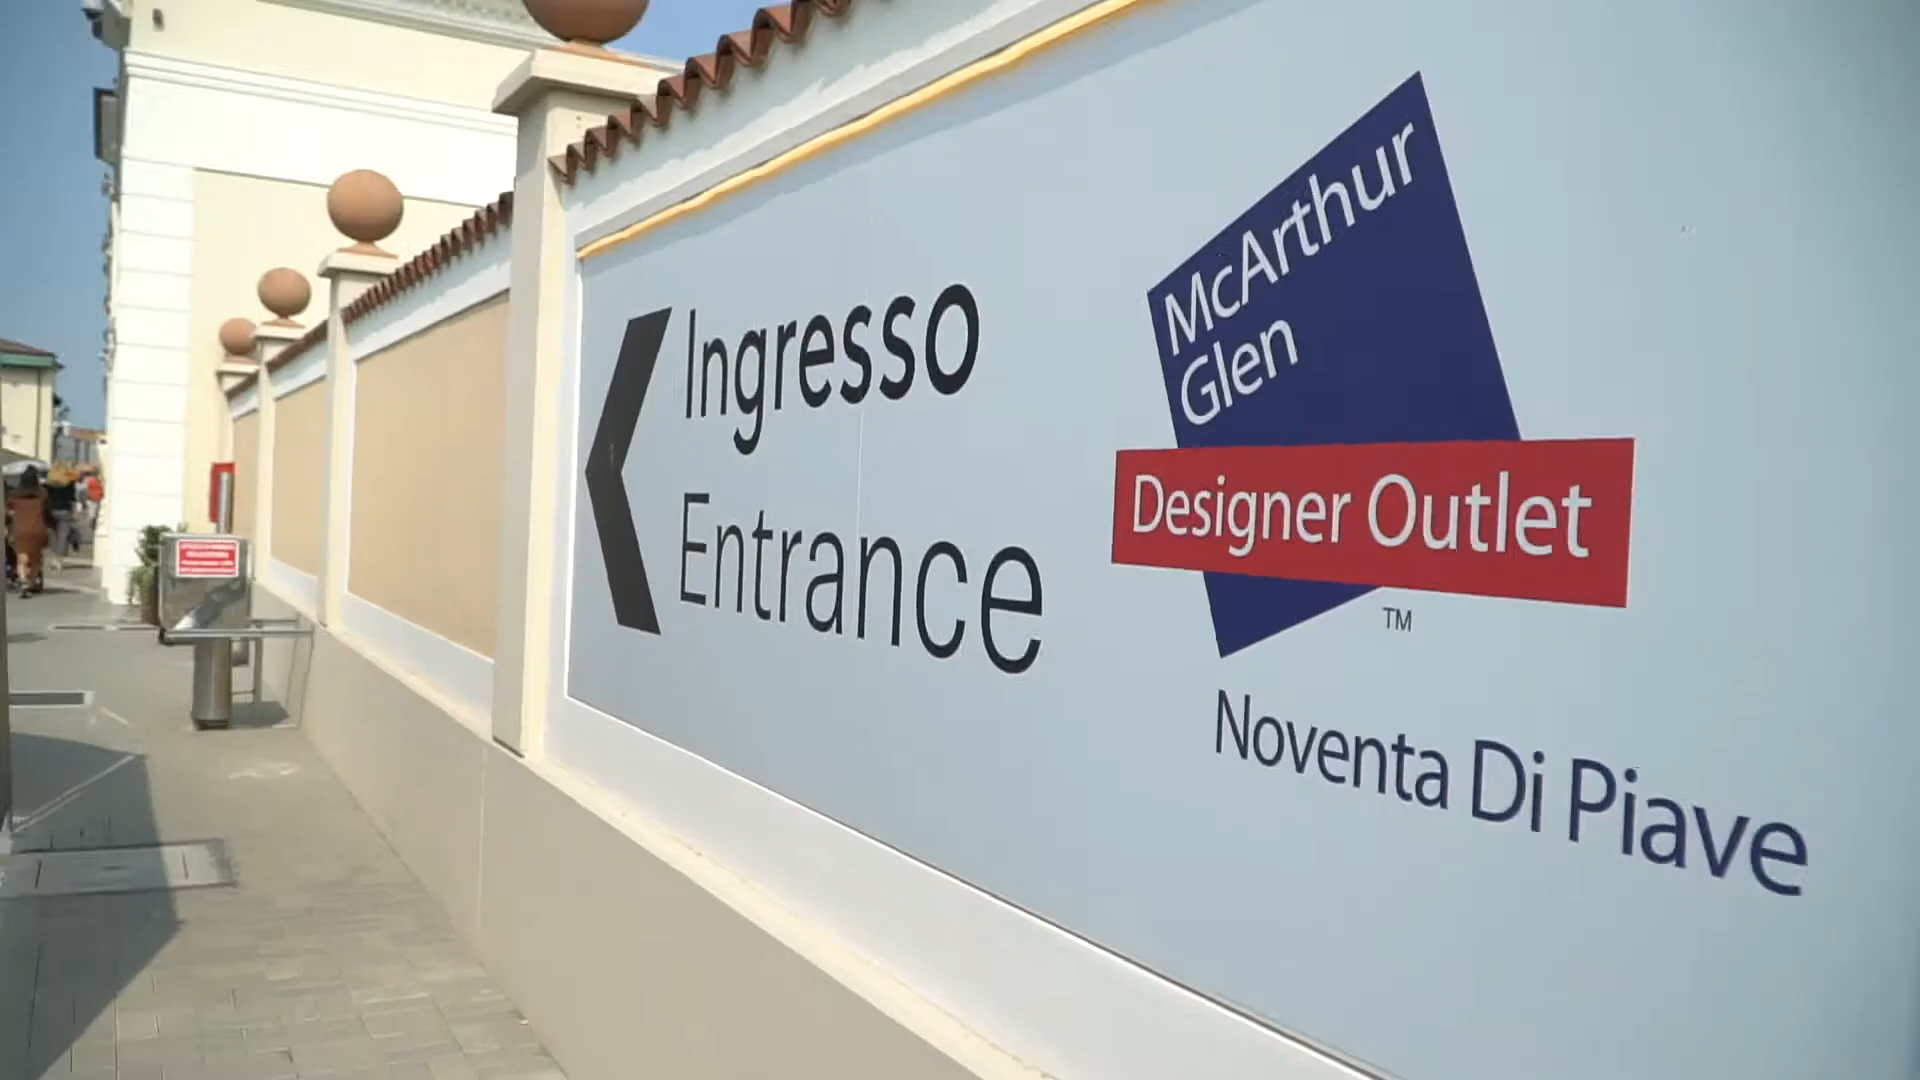 Ingresso
Entrance
McArthur
Glen
Designer Outlet
TM
Noventa Di Piave